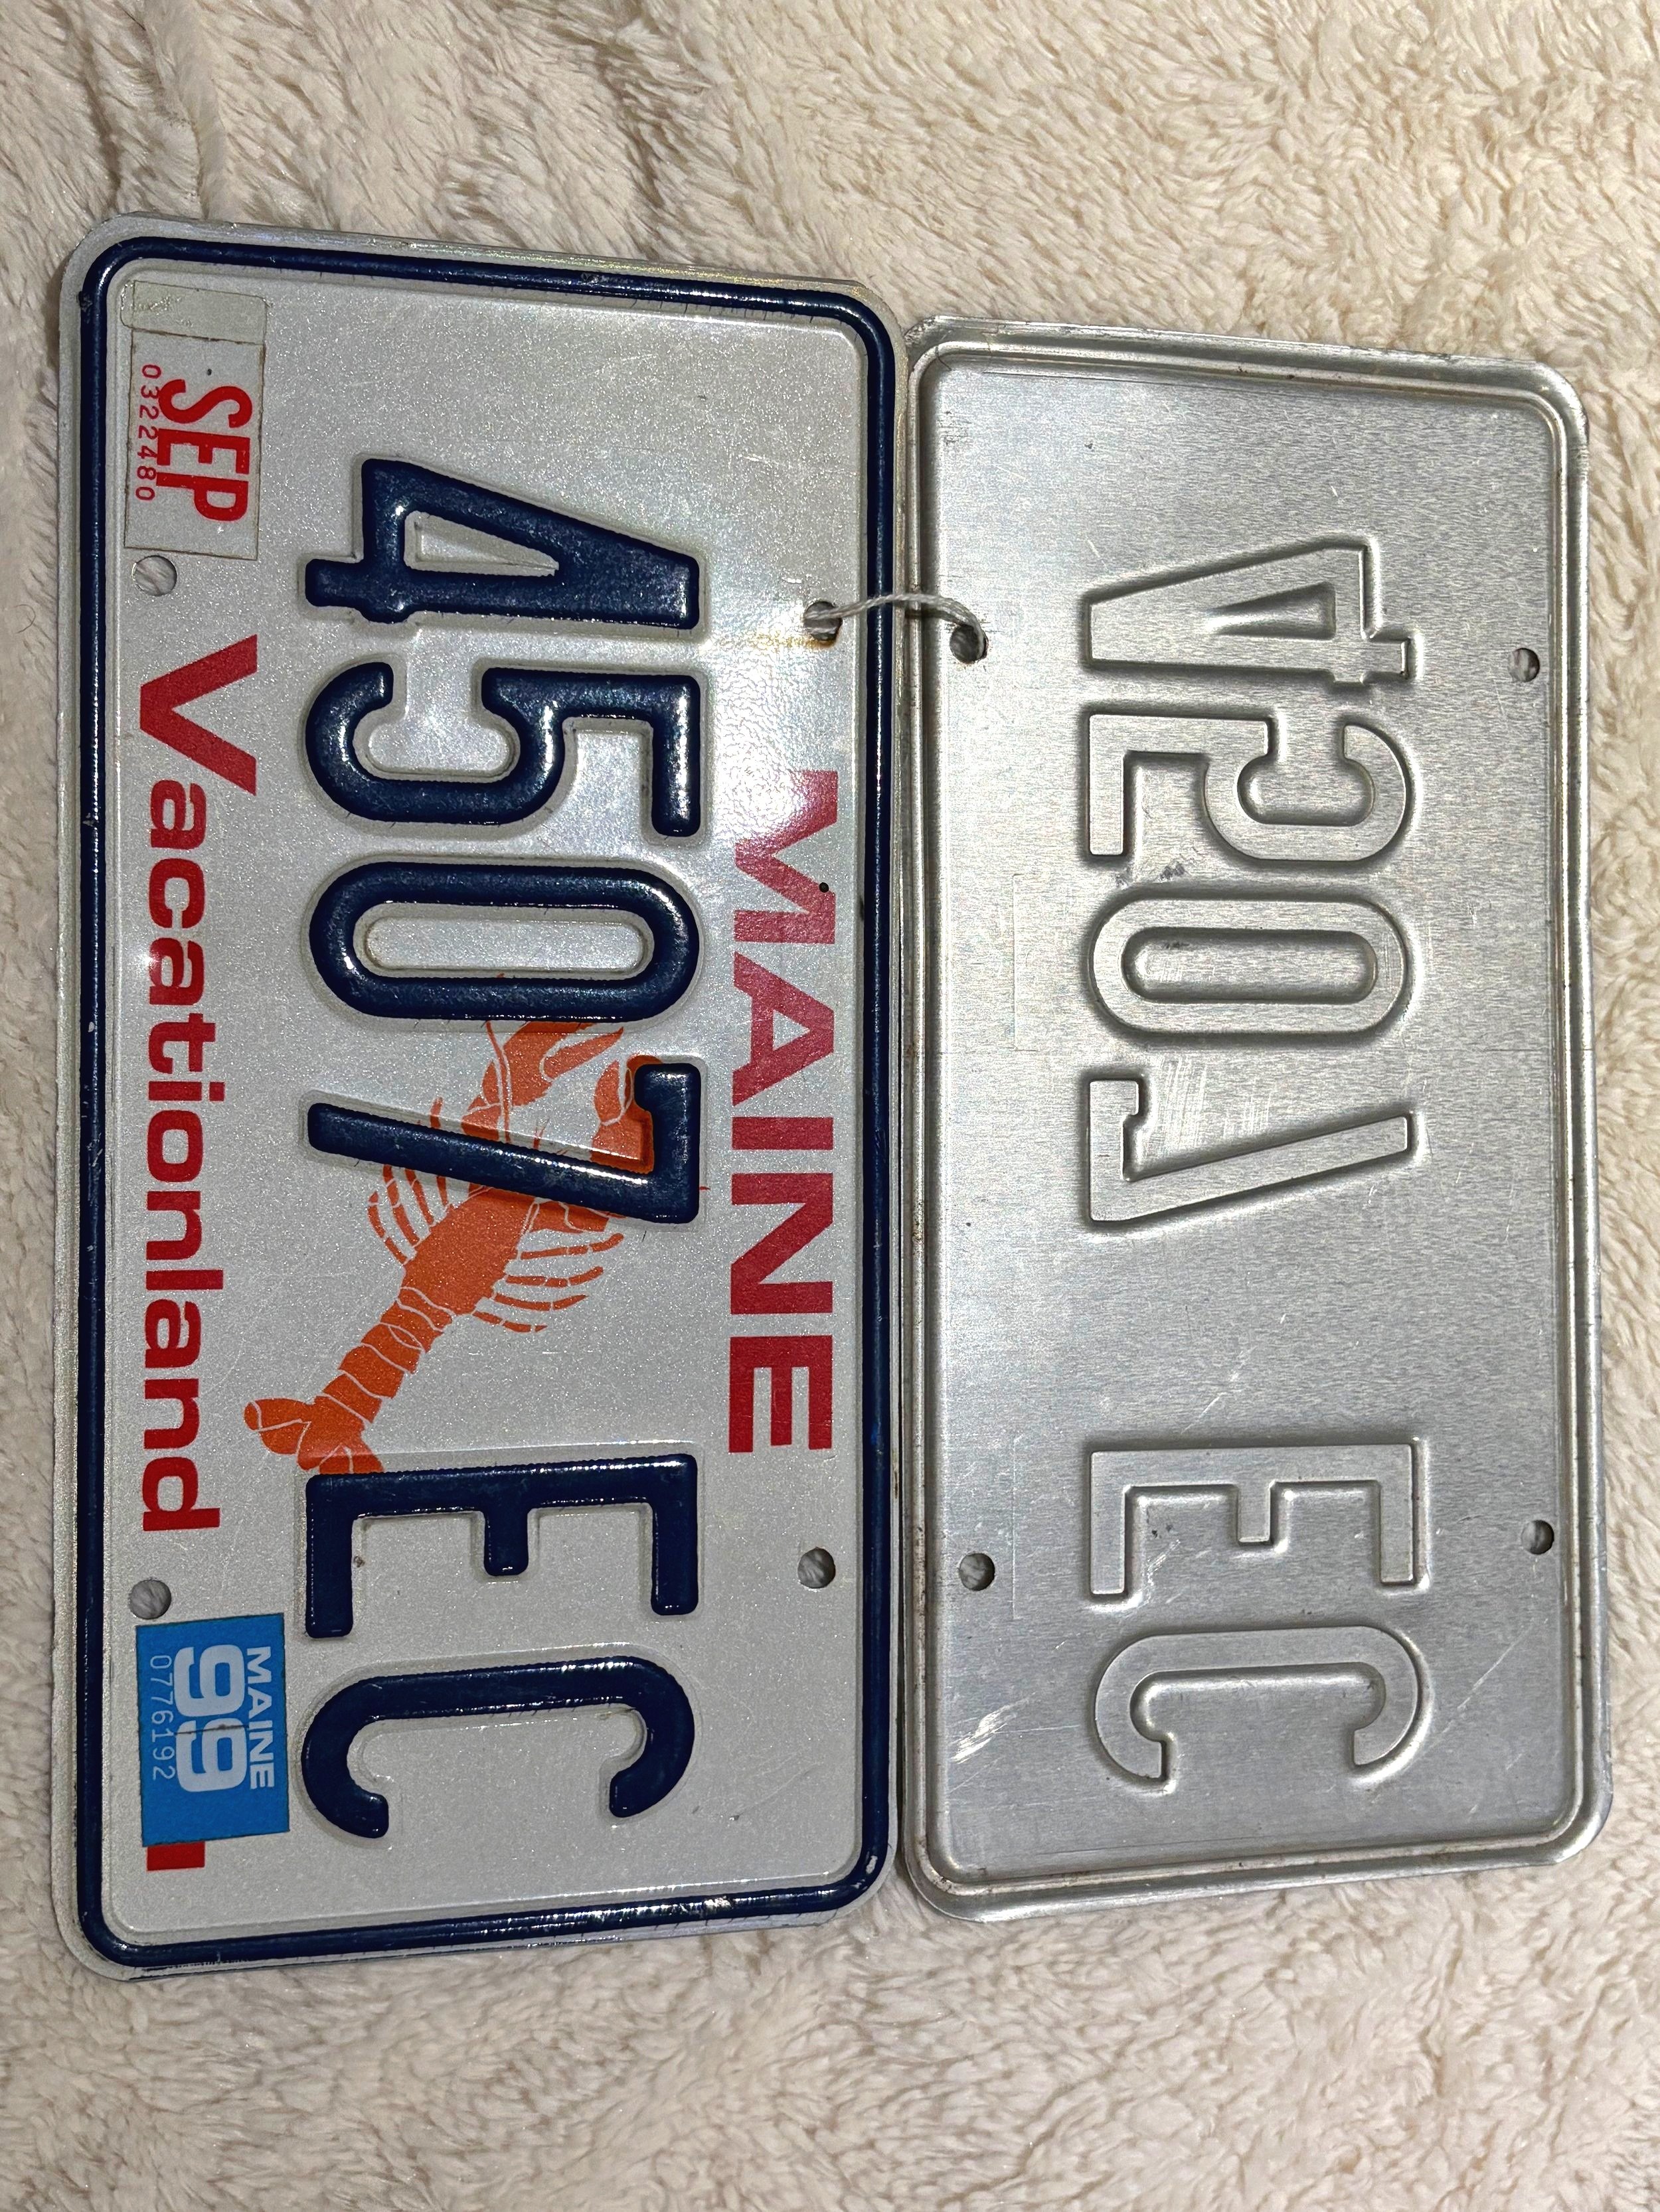 MAINE
4507 EC
SEP
0322480
Vacationland
MAINE
99
0776192
4507 EC